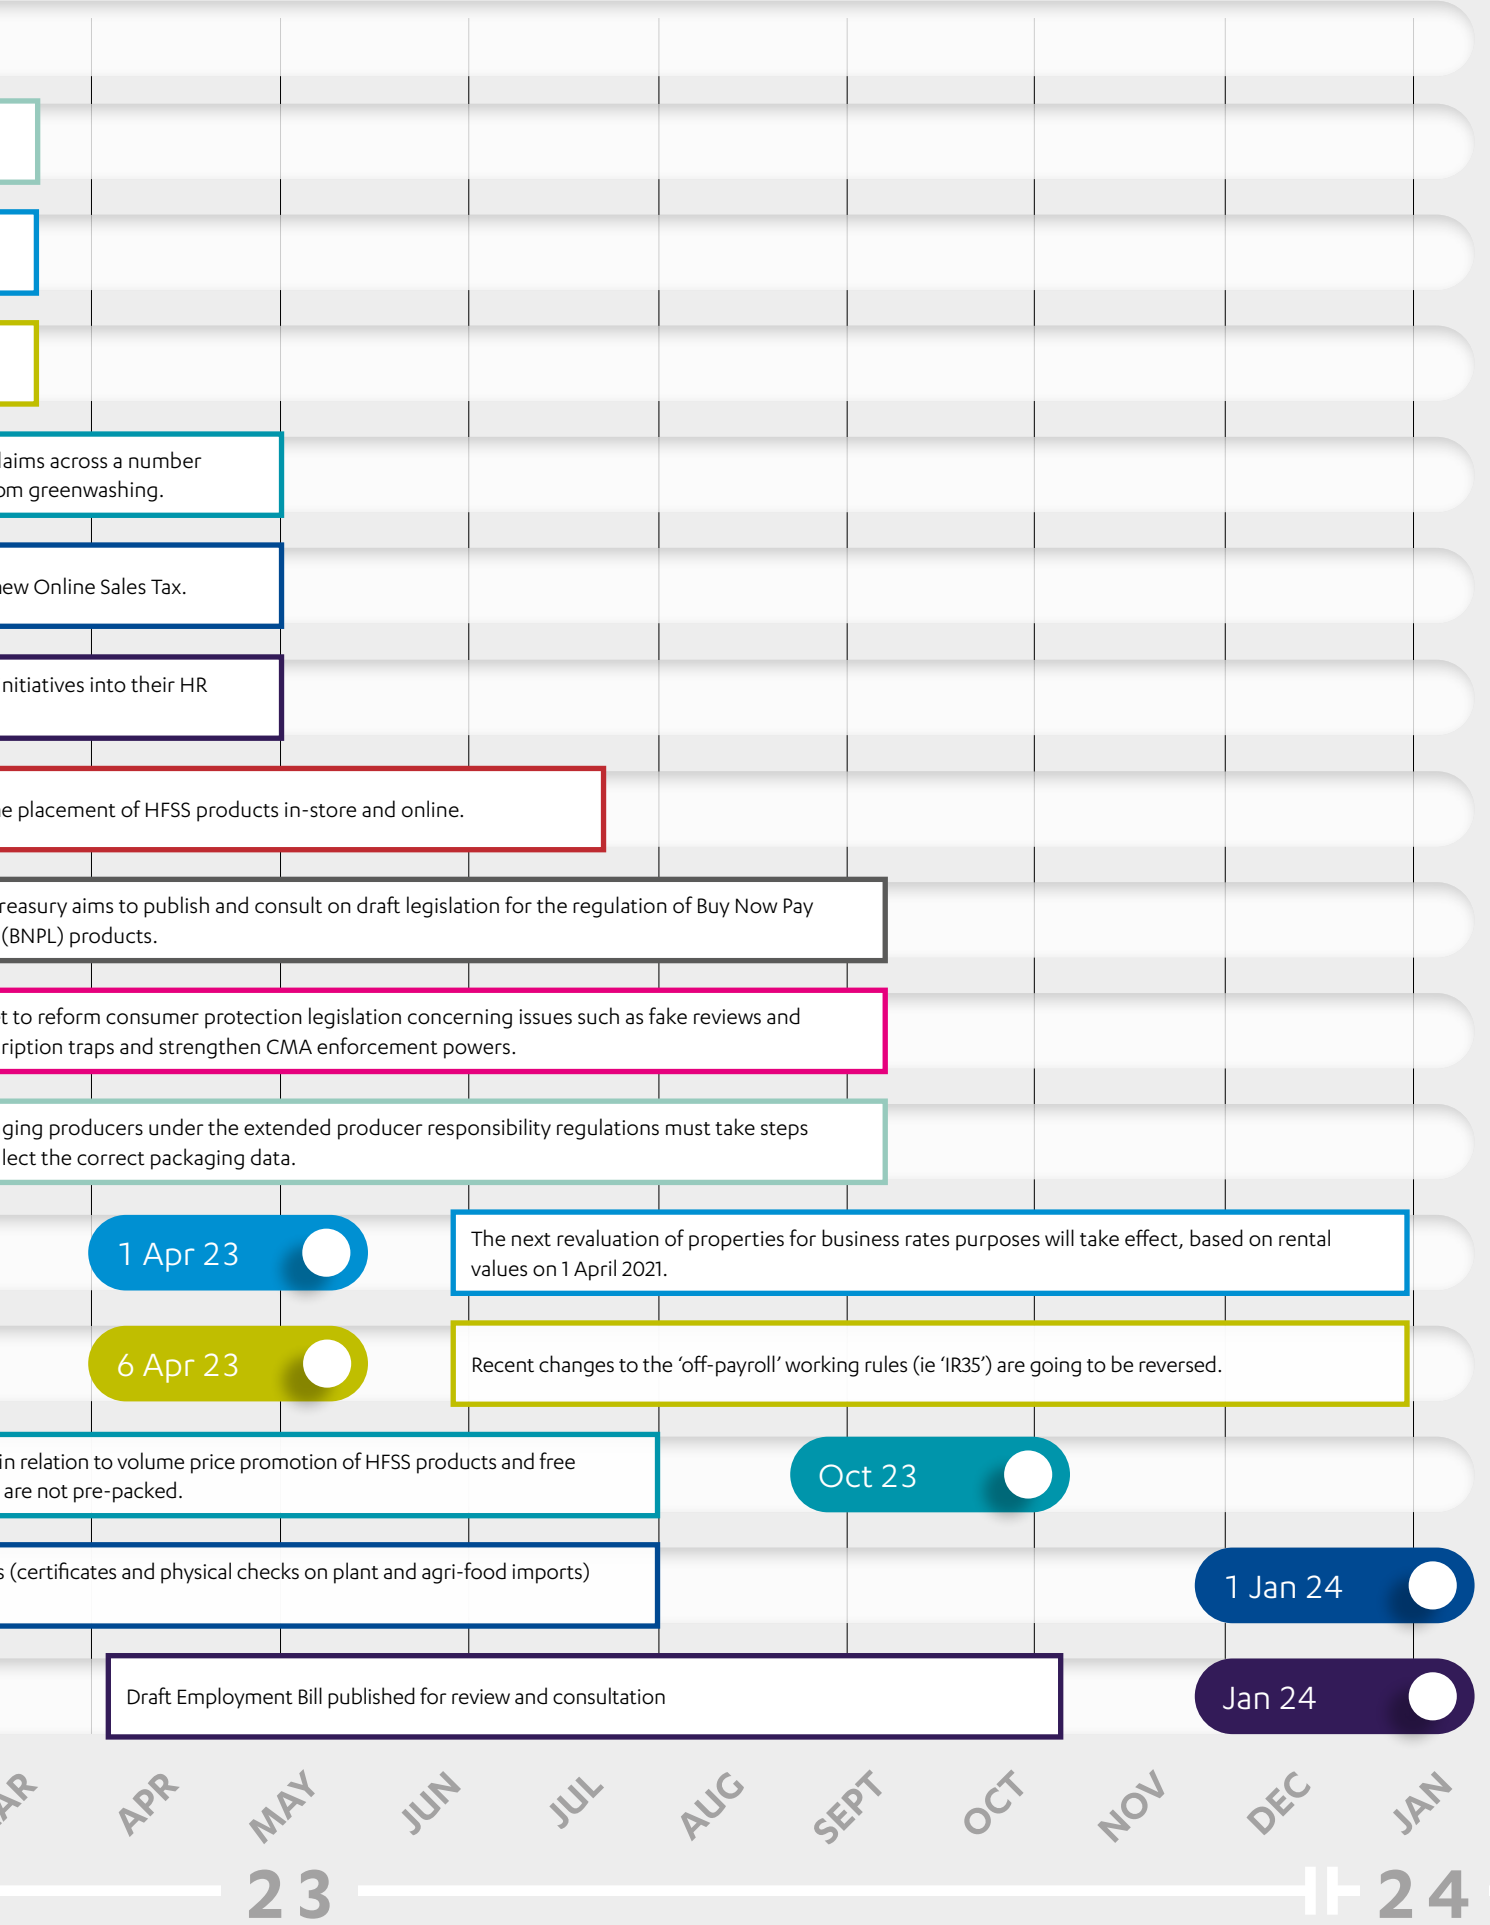 laims across a number
om greenwashing.
new Online Sales Tax.
nitiatives into their HR
e placement of HFSS products in-store and online.
reasury aims to publish and consult on draft legislation for the regulation of Buy Now Pay
(BNPL) products.
t to reform consumer protection legislation concerning issues such as fake reviews and
ription traps and strengthen CMA enforcement powers.
ging producers under the extended producer responsibility regulations must take steps
lect the correct packaging data.
1 Apr 23
The next revaluation of properties for business rates purposes will take effect, based on rental
values on 1 April 2021.
6 Apr 23
Recent changes to the ‘off-payroll’ working rules (ie ‘IR35’) are going to be reversed.
in relation to volume price promotion of HFSS products and free
are not pre-packed.
Oct 23
s (certificates and physical checks on plant and agri-food imports)
1 Jan 24
Draft Employment Bill published for review and consultation
Jan 24
AR APR MAY JUN JUL AUG SEPT OCT NOV DEC JAN
23 24